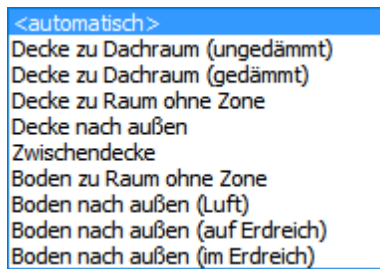 <automatisch>
Decke zu Dachraum (ungedämmt)
Decke zu Dachraum (gedämmt)
Decke zu Raum ohne Zone
Decke nach außen
Zwischendecke
Boden zu Raum ohne Zone
Boden nach außen (Luft)
Boden nach außen (auf Erdreich)
Boden nach außen (im Erdreich)